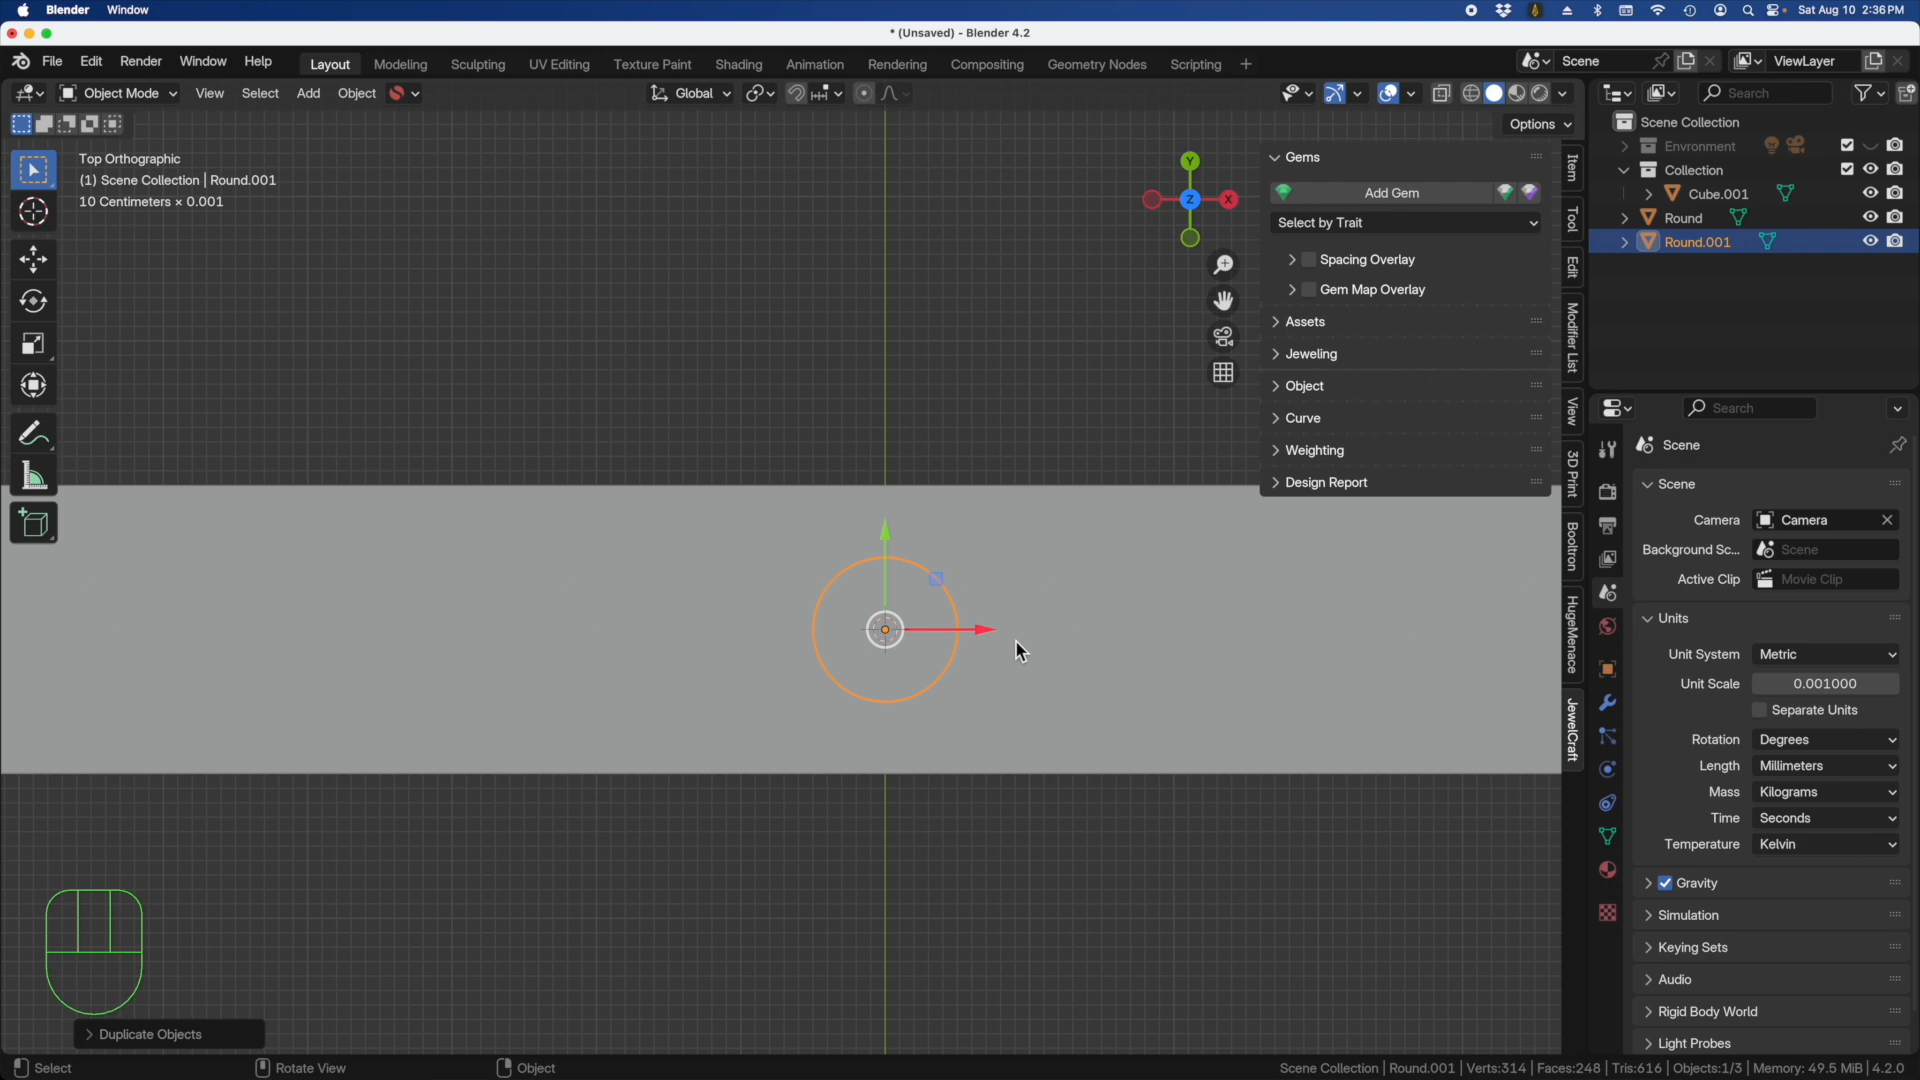 Blender Window Sat Aug 10 2:36 PM
* (Unsaved) - Blender 4.2
File Edit Render Window Help Layout Modeling Sculpting UV Editing Texture Paint Shading Animation Rendering Compositing Geometry Nodes Scripting + Scene ViewLayer
Object Mode View Select Add Object Global Search
Options
Top Orthographic
(1) Scene Collection | Round.001
10 Centimeters × 0.001
Y
Z
X
Gems
Add Gem
Select by Trait
Spacing Overlay
Gem Map Overlay
Assets
Jeweling
Object
Curve
Weighting
Design Report
Item
Tool
Edit
Modifier List
View
3D Print
Booltron
HugeMenace
JewelCraft
Scene Collection
Environment
Collection
Cube.001
Round
Round.001
Search
Scene
Scene
Camera Camera
Background Sc... Scene
Active Clip Movie Clip
Units
Unit System Metric
Unit Scale 0.001000
Separate Units
Rotation Degrees
Length Millimeters
Mass Kilograms
Time Seconds
Temperature Kelvin
Gravity
Simulation
Keying Sets
Audio
Rigid Body World
Light Probes
Duplicate Objects
Select Rotate View Object Scene Collection | Round.001 | Verts:314 | Faces:248 | Tris:616 | Objects:1/3 | Memory: 49.5 MiB | 4.2.0